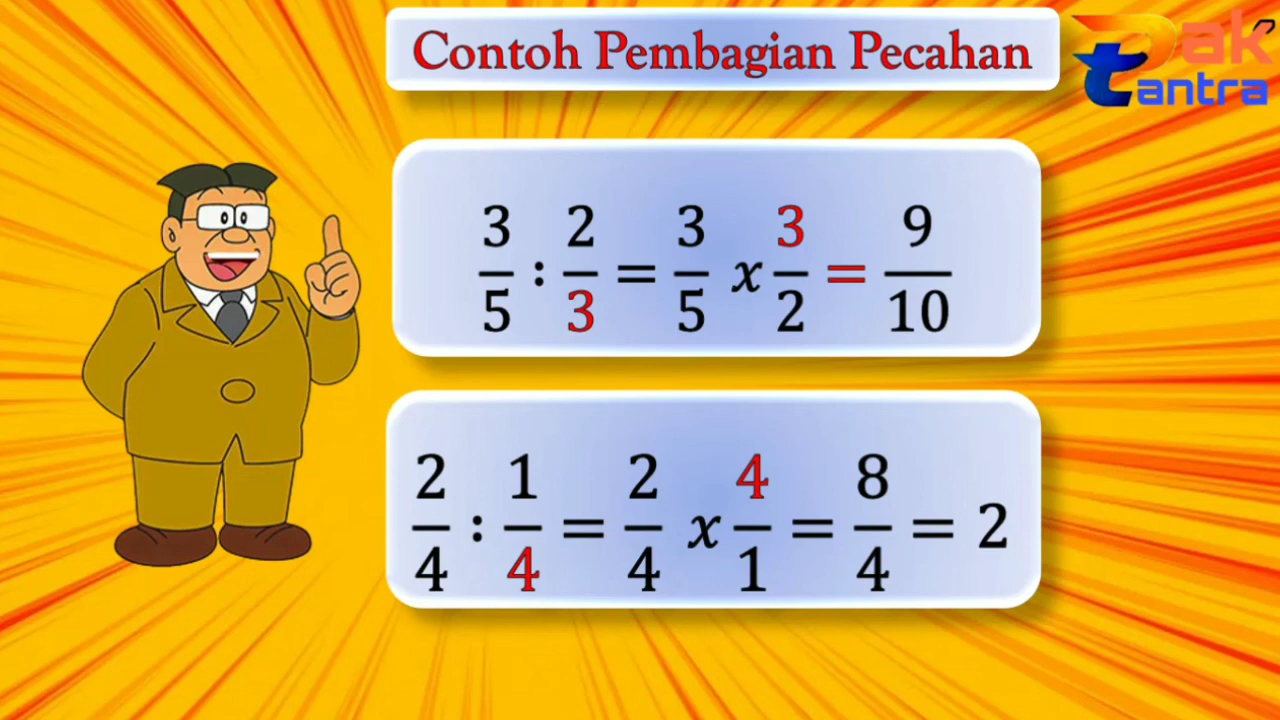 Contoh Pembagian Pecahan
Pak
tantra
3/5 : 2/3 = 3/5 x 3/2 = 9/10
2/4 : 1/4 = 2/4 x 4/1 = 8/4 = 2